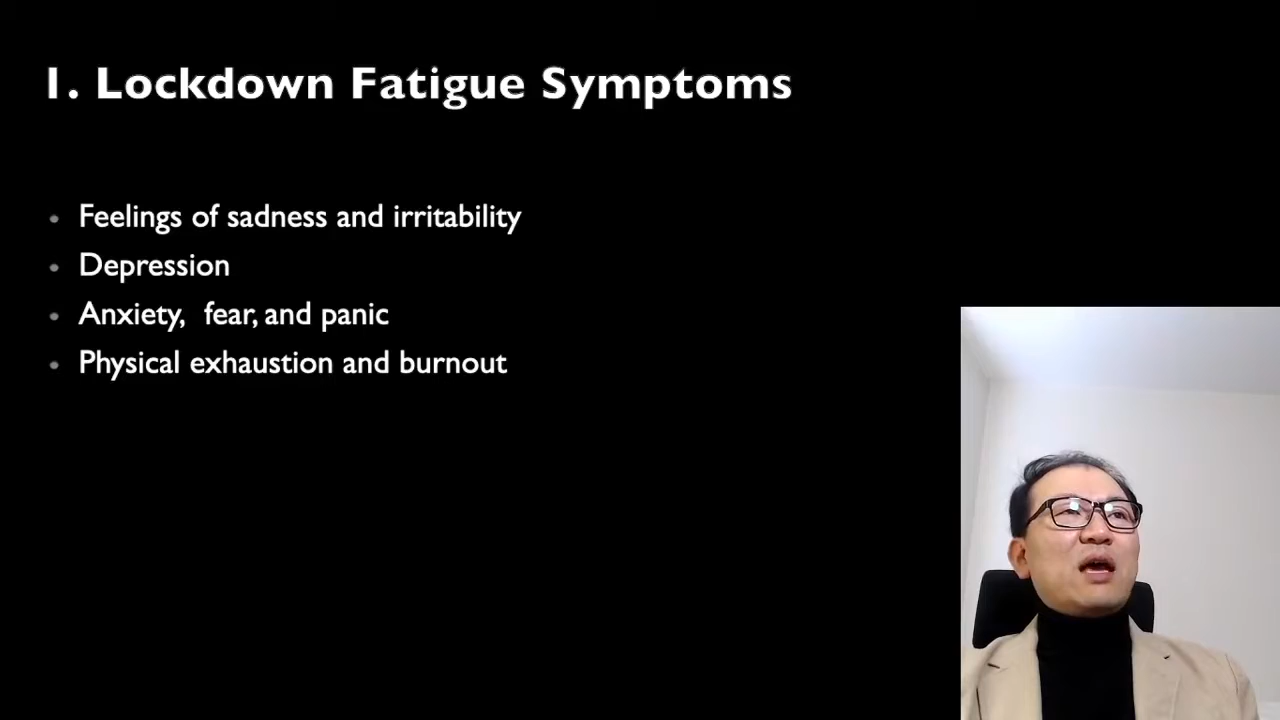 1. Lockdown Fatigue Symptoms
• Feelings of sadness and irritability
• Depression
• Anxiety,  fear, and panic
• Physical exhaustion and burnout